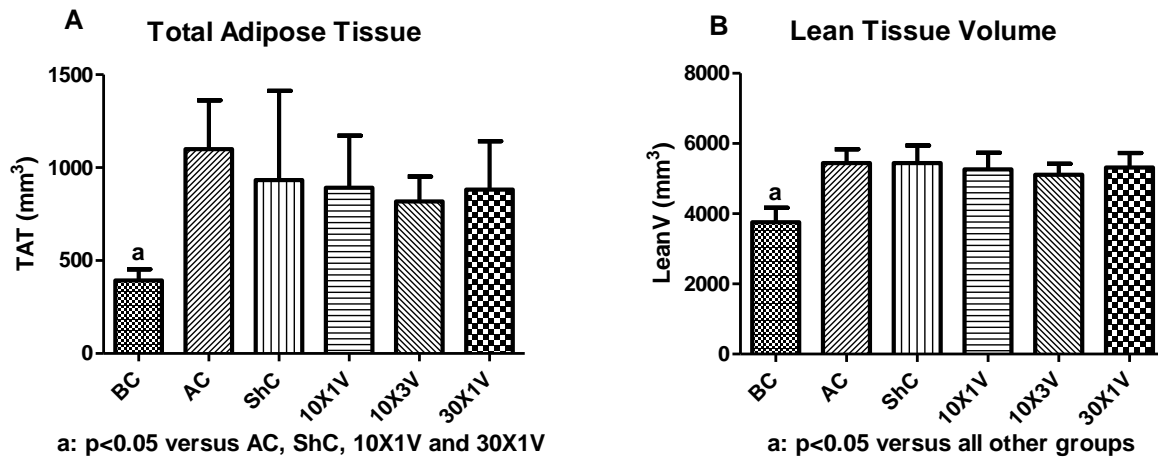 A
Total Adipose Tissue
TAT (mm³)
1500
1000
500
0
a
BC
AC
ShC
10X1V
10X3V
30X1V
a: p<0.05 versus AC, ShC, 10X1V and 30X1V
B
Lean Tissue Volume
LeanV (mm³)
8000
6000
4000
2000
0
a
BC
AC
ShC
10X1V
10X3V
30X1V
a: p<0.05 versus all other groups